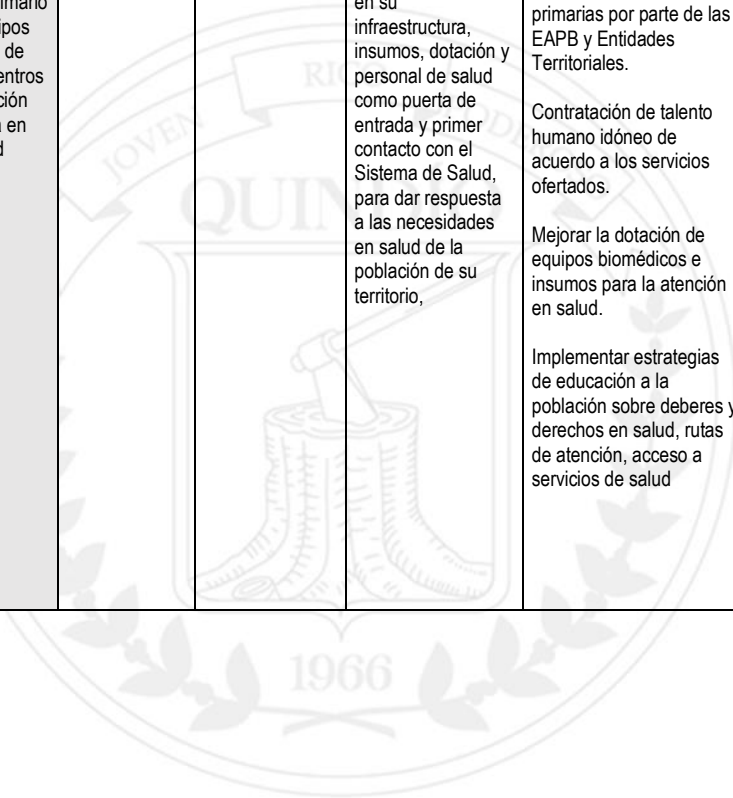 imario
ipos
de
entros
ción
a en
d
en su
infraestructura,
insumos, dotación y
personal de salud
como puerta de
entrada y primer
contacto con el
Sistema de Salud,
para dar respuesta
a las necesidades
en salud de la
población de su
territorio,
primarias por parte de las
EAPB y Entidades
Territoriales.
Contratación de talento
humano idóneo de
acuerdo a los servicios
ofertados.
Mejorar la dotación de
equipos biomédicos e
insumos para la atención
en salud.
Implementar estrategias
de educación a la
población sobre deberes y
derechos en salud, rutas
de atención, acceso a
servicios de salud
JOVEN RICO
1966